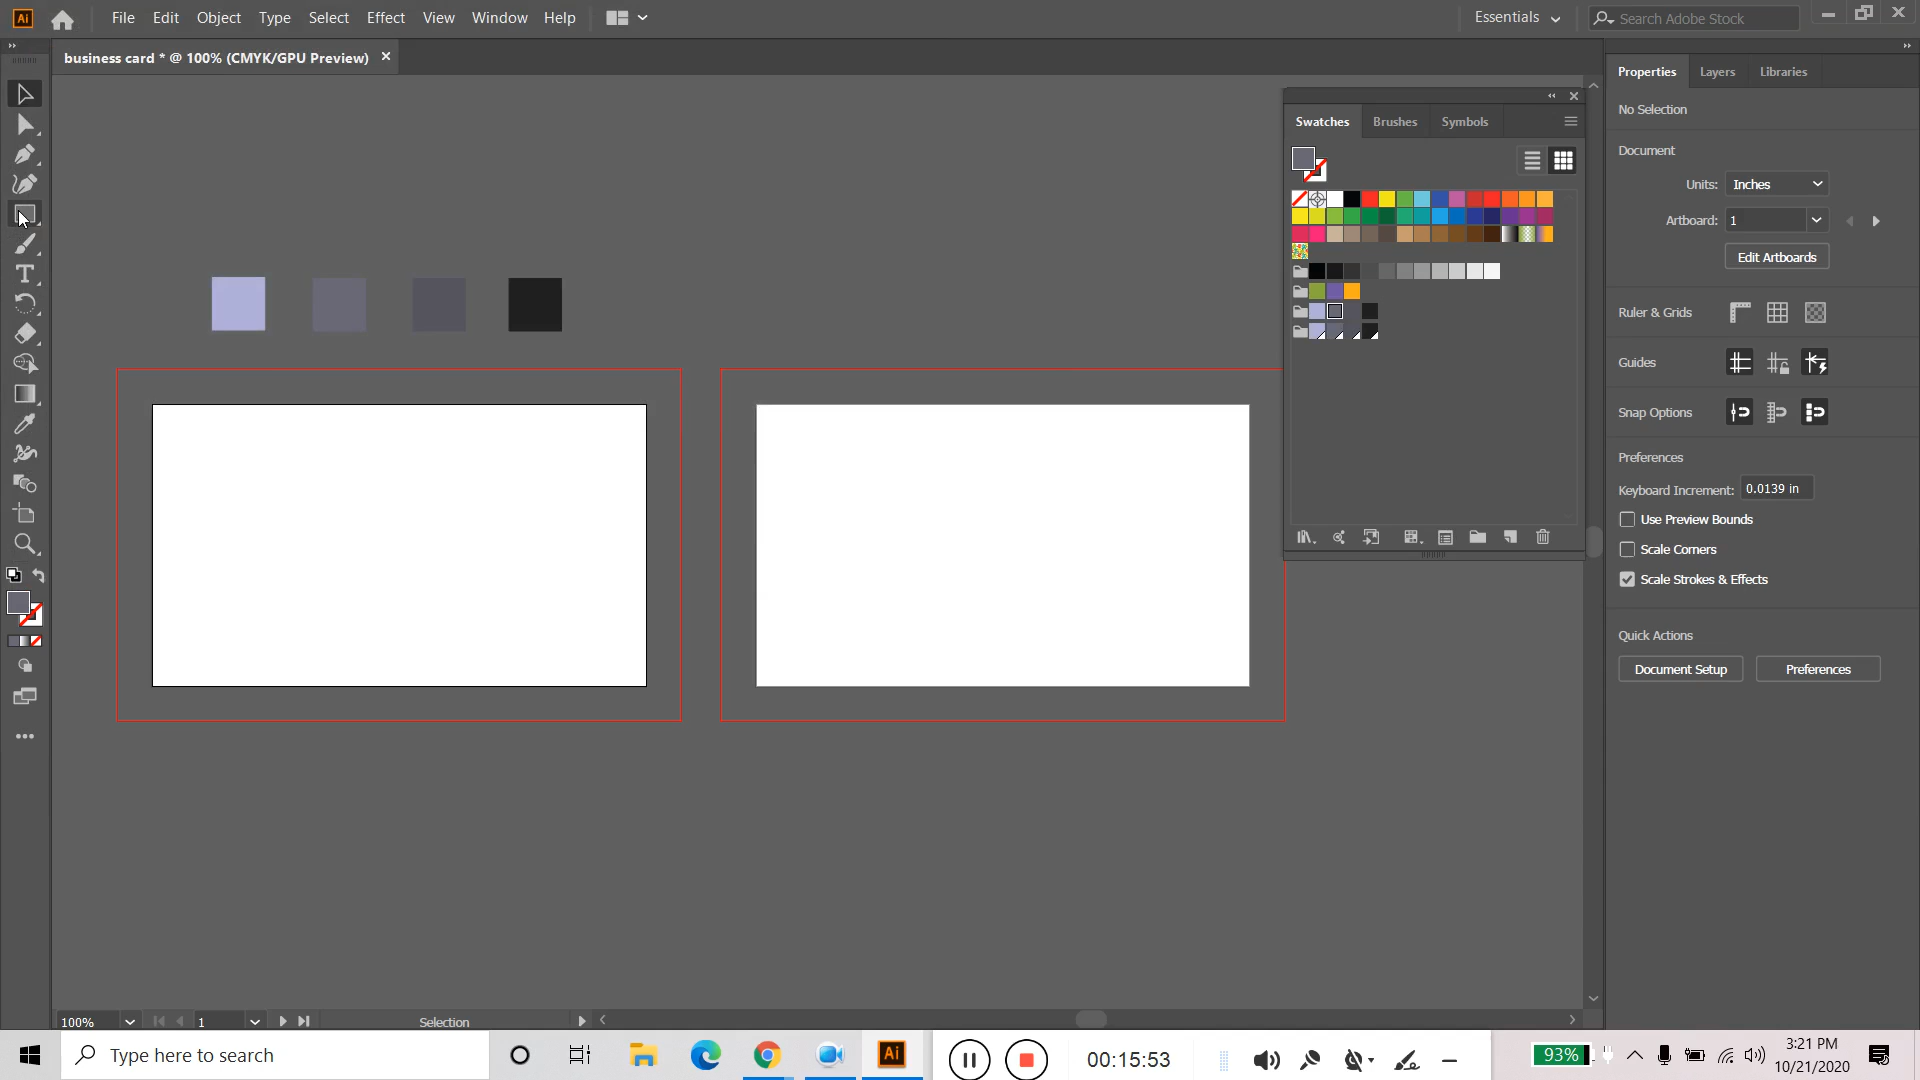 Ai File Edit Object Type Select Effect View Window Help Essentials Search Adobe Stock
business card * @ 100% (CMYK/GPU Preview)
Swatches Brushes Symbols
Properties Layers Libraries
No Selection
Document
Units: Inches
Artboard: 1
Edit Artboards
Ruler & Grids
Guides
Snap Options
Preferences
Keyboard Increment: 0.0139 in
Use Preview Bounds
Scale Corners
Scale Strokes & Effects
Quick Actions
Document Setup Preferences
100% 1 Selection
Type here to search Ai 00:15:53 93% 3:21 PM
10/21/2020